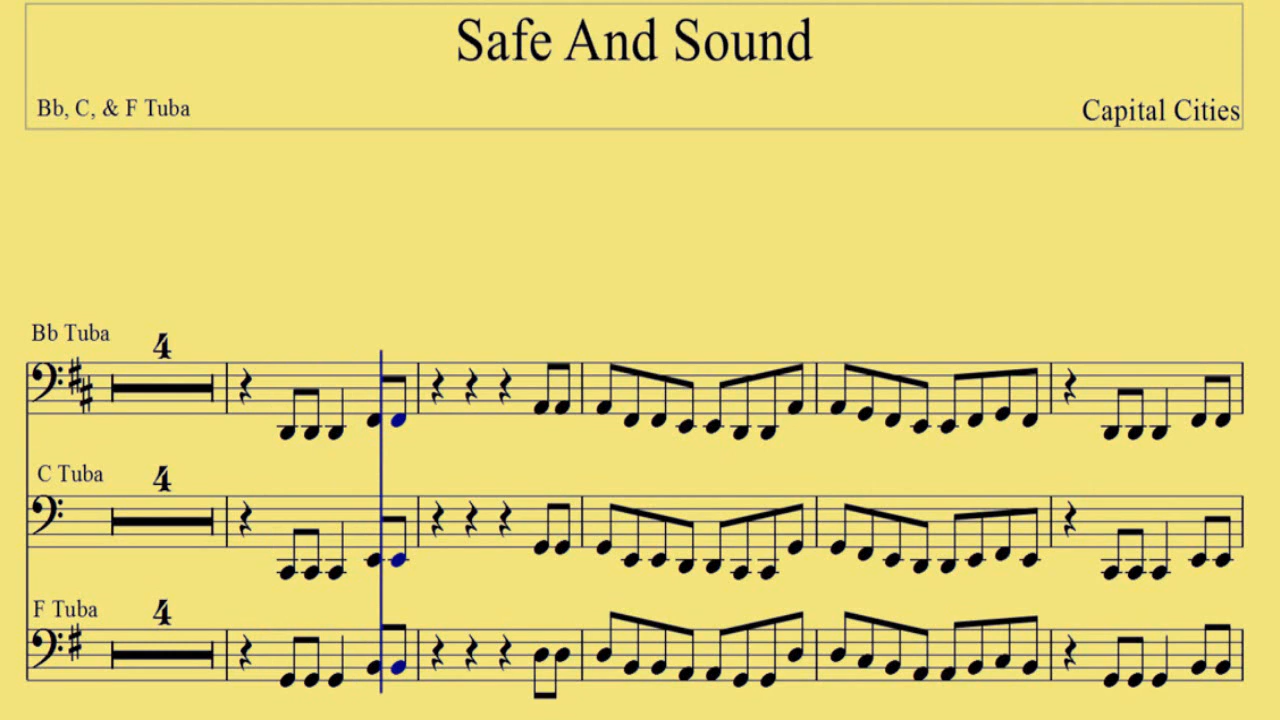 Safe And Sound
Bb, C, & F Tuba
Capital Cities
Bb Tuba
4
C Tuba
4
F Tuba
4